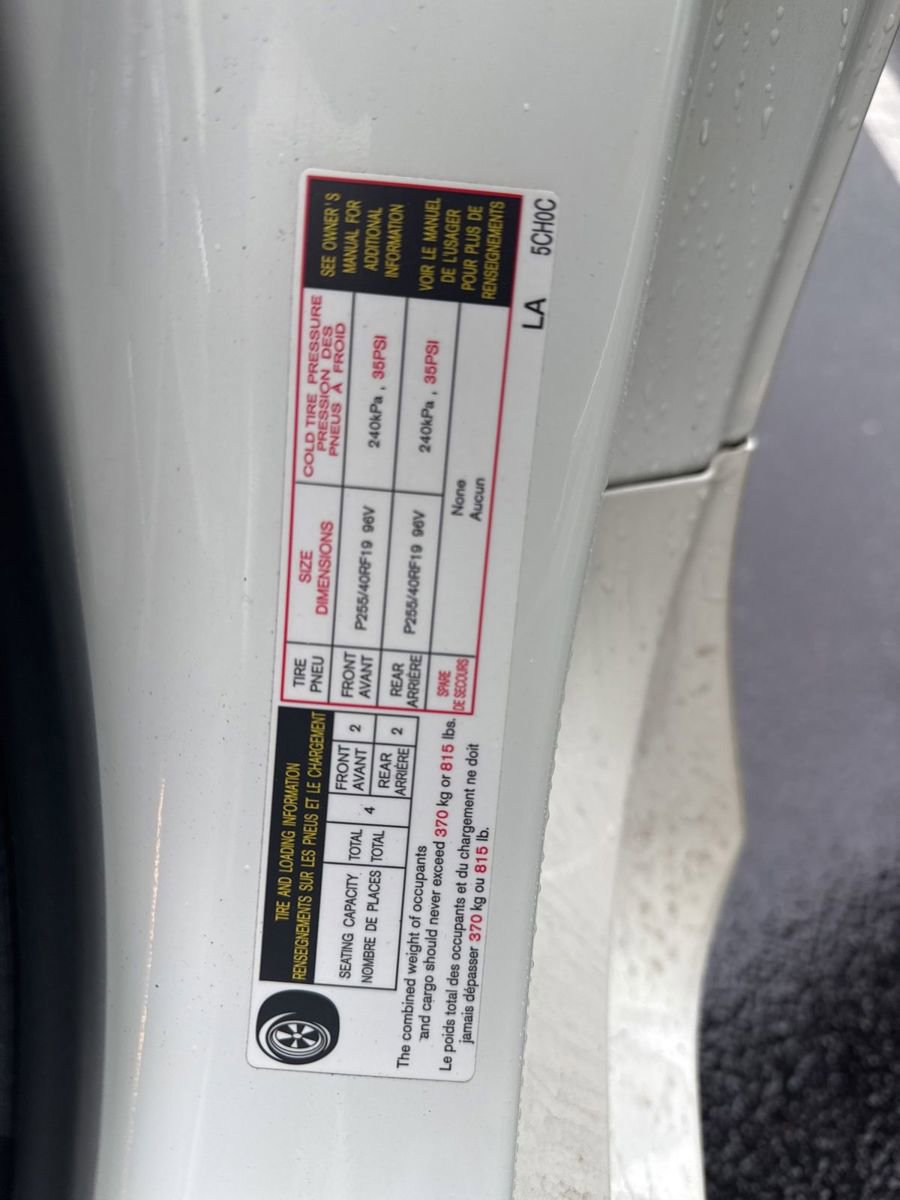 TIRE AND LOADING INFORMATION
RENSEIGNEMENTS SUR LES PNEUS ET LE CHARGEMENT
SEATING CAPACITY TOTAL 4 FRONT 2
NOMBRE DE PLACES TOTAL AVANT
REAR 2
ARRIÈRE
The combined weight of occupants
and cargo should never exceed 370 kg or 815 lbs.
Le poids total des occupants et du chargement ne doit
jamais dépasser 370 kg ou 815 lb.
TIRE SIZE COLD TIRE PRESSURE
PNEU DIMENSIONS PRESSION DES
PNEUS À FROID
FRONT P255/40RF19 96V 240kPa , 35PSI
AVANT
REAR P255/40RF19 96V 240kPa , 35PSI
ARRIÈRE
SPARE None
DE SECOURS Aucun
SEE OWNER'S
MANUAL FOR
ADDITIONAL
INFORMATION
VOIR LE MANUEL
DE L'USAGER
POUR PLUS DE
RENSEIGNEMENTS
LA 5CH0C